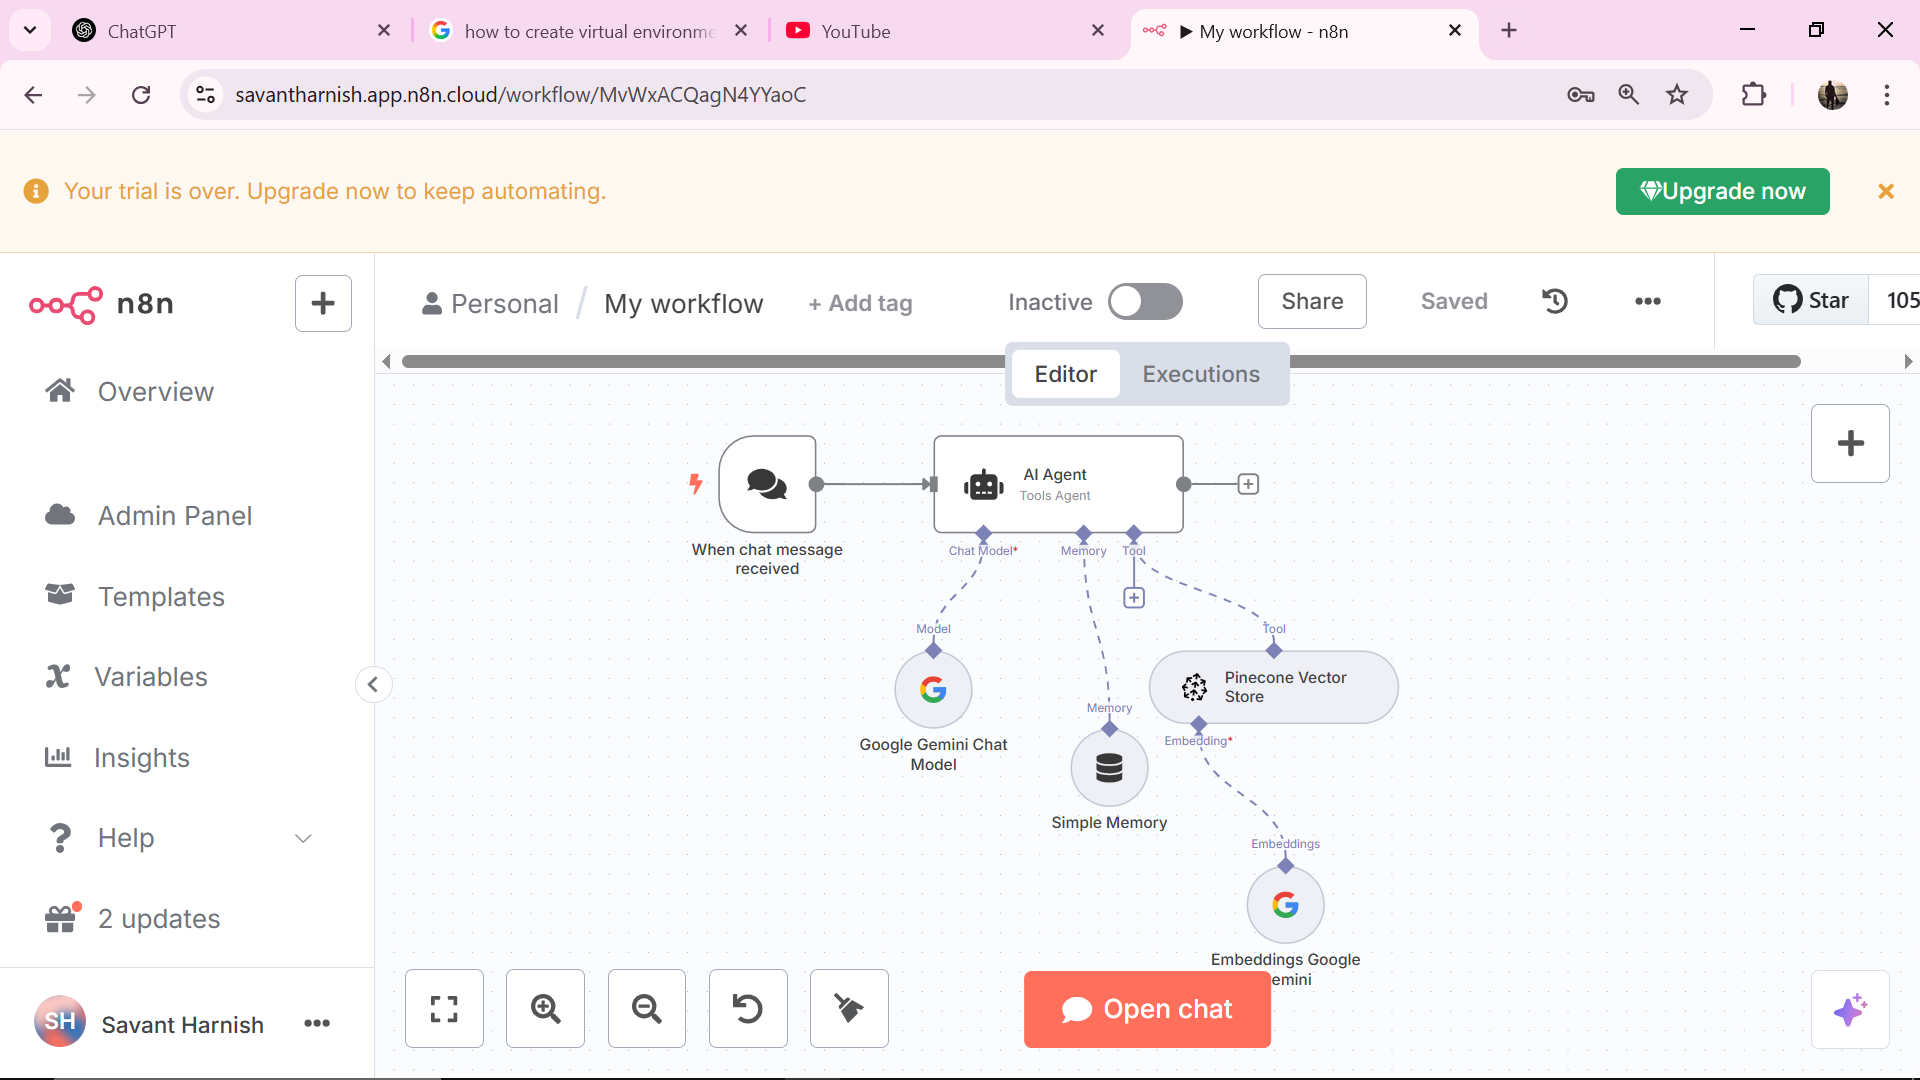 ChatGPT
how to create virtual environme
YouTube
▶ My workflow - n8n
savantharnish.app.n8n.cloud/workflow/MvWxACQagN4YYaoC
Your trial is over. Upgrade now to keep automating.
Upgrade now
n8n
Personal / My workflow
+ Add tag
Inactive
Share
Saved
Star
105
Editor
Executions
Overview
Admin Panel
Templates
Variables
Insights
Help
2 updates
SH
Savant Harnish
When chat message
received
AI Agent
Tools Agent
Chat Model*
Memory
Tool
Model
Google Gemini Chat
Model
Memory
Simple Memory
Tool
Pinecone Vector
Store
Embedding*
Embeddings
Embeddings Google
emini
Open chat